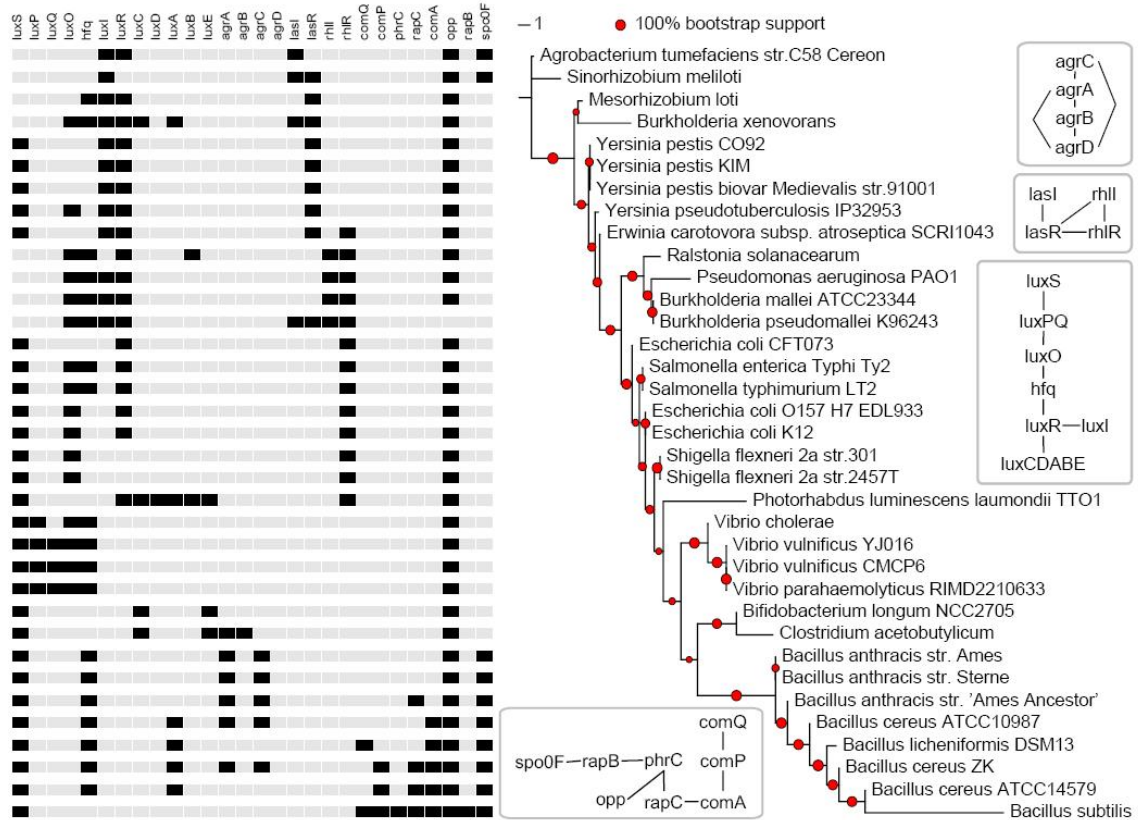 luxS luxP luxQ luxO hfq luxI luxR luxC luxD luxA luxB luxE agrA agrB agrC agrD lasI lasR rhlI rhlR comQ comP phrC rapC comA opp rapB spo0F
1
100% bootstrap support
Agrobacterium tumefaciens str.C58 Cereon
Sinorhizobium meliloti
Mesorhizobium loti
Burkholderia xenovorans
Yersinia pestis CO92
Yersinia pestis KIM
Yersinia pestis biovar Medievalis str.91001
Yersinia pseudotuberculosis IP32953
Erwinia carotovora subsp. atroseptica SCRI1043
Ralstonia solanacearum
Pseudomonas aeruginosa PAO1
Burkholderia mallei ATCC23344
Burkholderia pseudomallei K96243
Escherichia coli CFT073
Salmonella enterica Typhi Ty2
Salmonella typhimurium LT2
Escherichia coli O157 H7 EDL933
Escherichia coli K12
Shigella flexneri 2a str.301
Shigella flexneri 2a str.2457T
Photorhabdus luminescens laumondii TTO1
Vibrio cholerae
Vibrio vulnificus YJ016
Vibrio vulnificus CMCP6
Vibrio parahaemolyticus RIMD2210633
Bifidobacterium longum NCC2705
Clostridium acetobutylicum
Bacillus anthracis str. Ames
Bacillus anthracis str. Sterne
Bacillus anthracis str. 'Ames Ancestor'
Bacillus cereus ATCC10987
Bacillus licheniformis DSM13
Bacillus cereus ZK
Bacillus cereus ATCC14579
Bacillus subtilis
agrC
agrA
agrB
agrD
lasI rhlI
lasR rhlR
luxS
luxPQ
luxO
hfq
luxR luxI
luxCDABE
comQ
spo0F rapB phrC comP
opp rapC comA